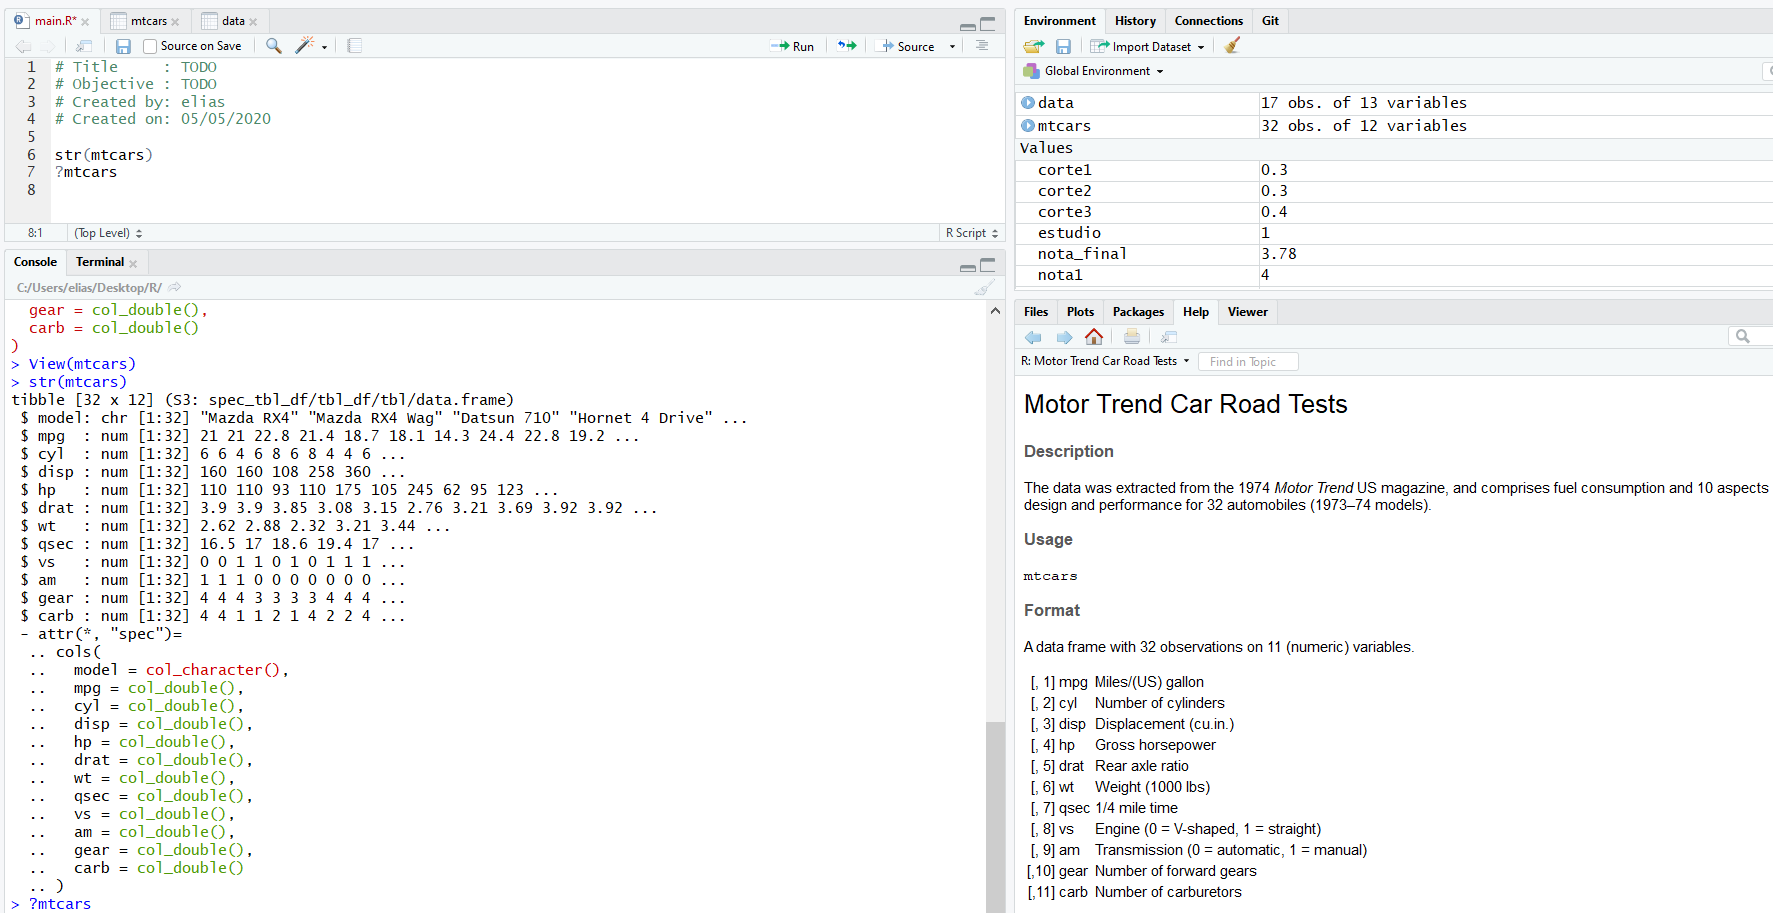 main.R*
mtcars
data
Source on Save
Run
Source
1 # Title     : TODO
2 # Objective : TODO
3 # Created by: elias
4 # Created on: 05/05/2020
5
6 str(mtcars)
7 ?mtcars
8
8:1
(Top Level)
R Script
Console
Terminal
C:/Users/elias/Desktop/R/
  gear = col_double(),
  carb = col_double()
)
> View(mtcars)
> str(mtcars)
tibble [32 x 12] (S3: spec_tbl_df/tbl_df/tbl/data.frame)
 $ model: chr [1:32] "Mazda RX4" "Mazda RX4 Wag" "Datsun 710" "Hornet 4 Drive" ...
 $ mpg  : num [1:32] 21 21 22.8 21.4 18.7 18.1 14.3 24.4 22.8 19.2 ...
 $ cyl  : num [1:32] 6 6 4 6 8 6 8 4 4 6 ...
 $ disp : num [1:32] 160 160 108 258 360 ...
 $ hp   : num [1:32] 110 110 93 110 175 105 245 62 95 123 ...
 $ drat : num [1:32] 3.9 3.9 3.85 3.08 3.15 2.76 3.21 3.69 3.92 3.92 ...
 $ wt   : num [1:32] 2.62 2.88 2.32 3.21 3.44 ...
 $ qsec : num [1:32] 16.5 17 18.6 19.4 17 ...
 $ vs   : num [1:32] 0 0 1 1 0 1 0 1 1 1 ...
 $ am   : num [1:32] 1 1 1 0 0 0 0 0 0 0 ...
 $ gear : num [1:32] 4 4 4 3 3 3 3 4 4 4 ...
 $ carb : num [1:32] 4 4 1 1 2 1 4 2 2 4 ...
 - attr(*, "spec")=
  .. cols(
  ..   model = col_character(),
  ..   mpg = col_double(),
  ..   cyl = col_double(),
  ..   disp = col_double(),
  ..   hp = col_double(),
  ..   drat = col_double(),
  ..   wt = col_double(),
  ..   qsec = col_double(),
  ..   vs = col_double(),
  ..   am = col_double(),
  ..   gear = col_double(),
  ..   carb = col_double()
  .. )
> ?mtcars
Environment
History
Connections
Git
Import Dataset
Global Environment
data 17 obs. of 13 variables
mtcars 32 obs. of 12 variables
Values
corte1 0.3
corte2 0.3
corte3 0.4
estudio 1
nota_final 3.78
nota1 4
Files
Plots
Packages
Help
Viewer
R: Motor Trend Car Road Tests
Find in Topic
Motor Trend Car Road Tests
Description
The data was extracted from the 1974 Motor Trend US magazine, and comprises fuel consumption and 10 aspects
design and performance for 32 automobiles (1973–74 models).
Usage
mtcars
Format
A data frame with 32 observations on 11 (numeric) variables.
[, 1] mpg Miles/(US) gallon
[, 2] cyl Number of cylinders
[, 3] disp Displacement (cu.in.)
[, 4] hp Gross horsepower
[, 5] drat Rear axle ratio
[, 6] wt Weight (1000 lbs)
[, 7] qsec 1/4 mile time
[, 8] vs Engine (0 = V-shaped, 1 = straight)
[, 9] am Transmission (0 = automatic, 1 = manual)
[,10] gear Number of forward gears
[,11] carb Number of carburetors